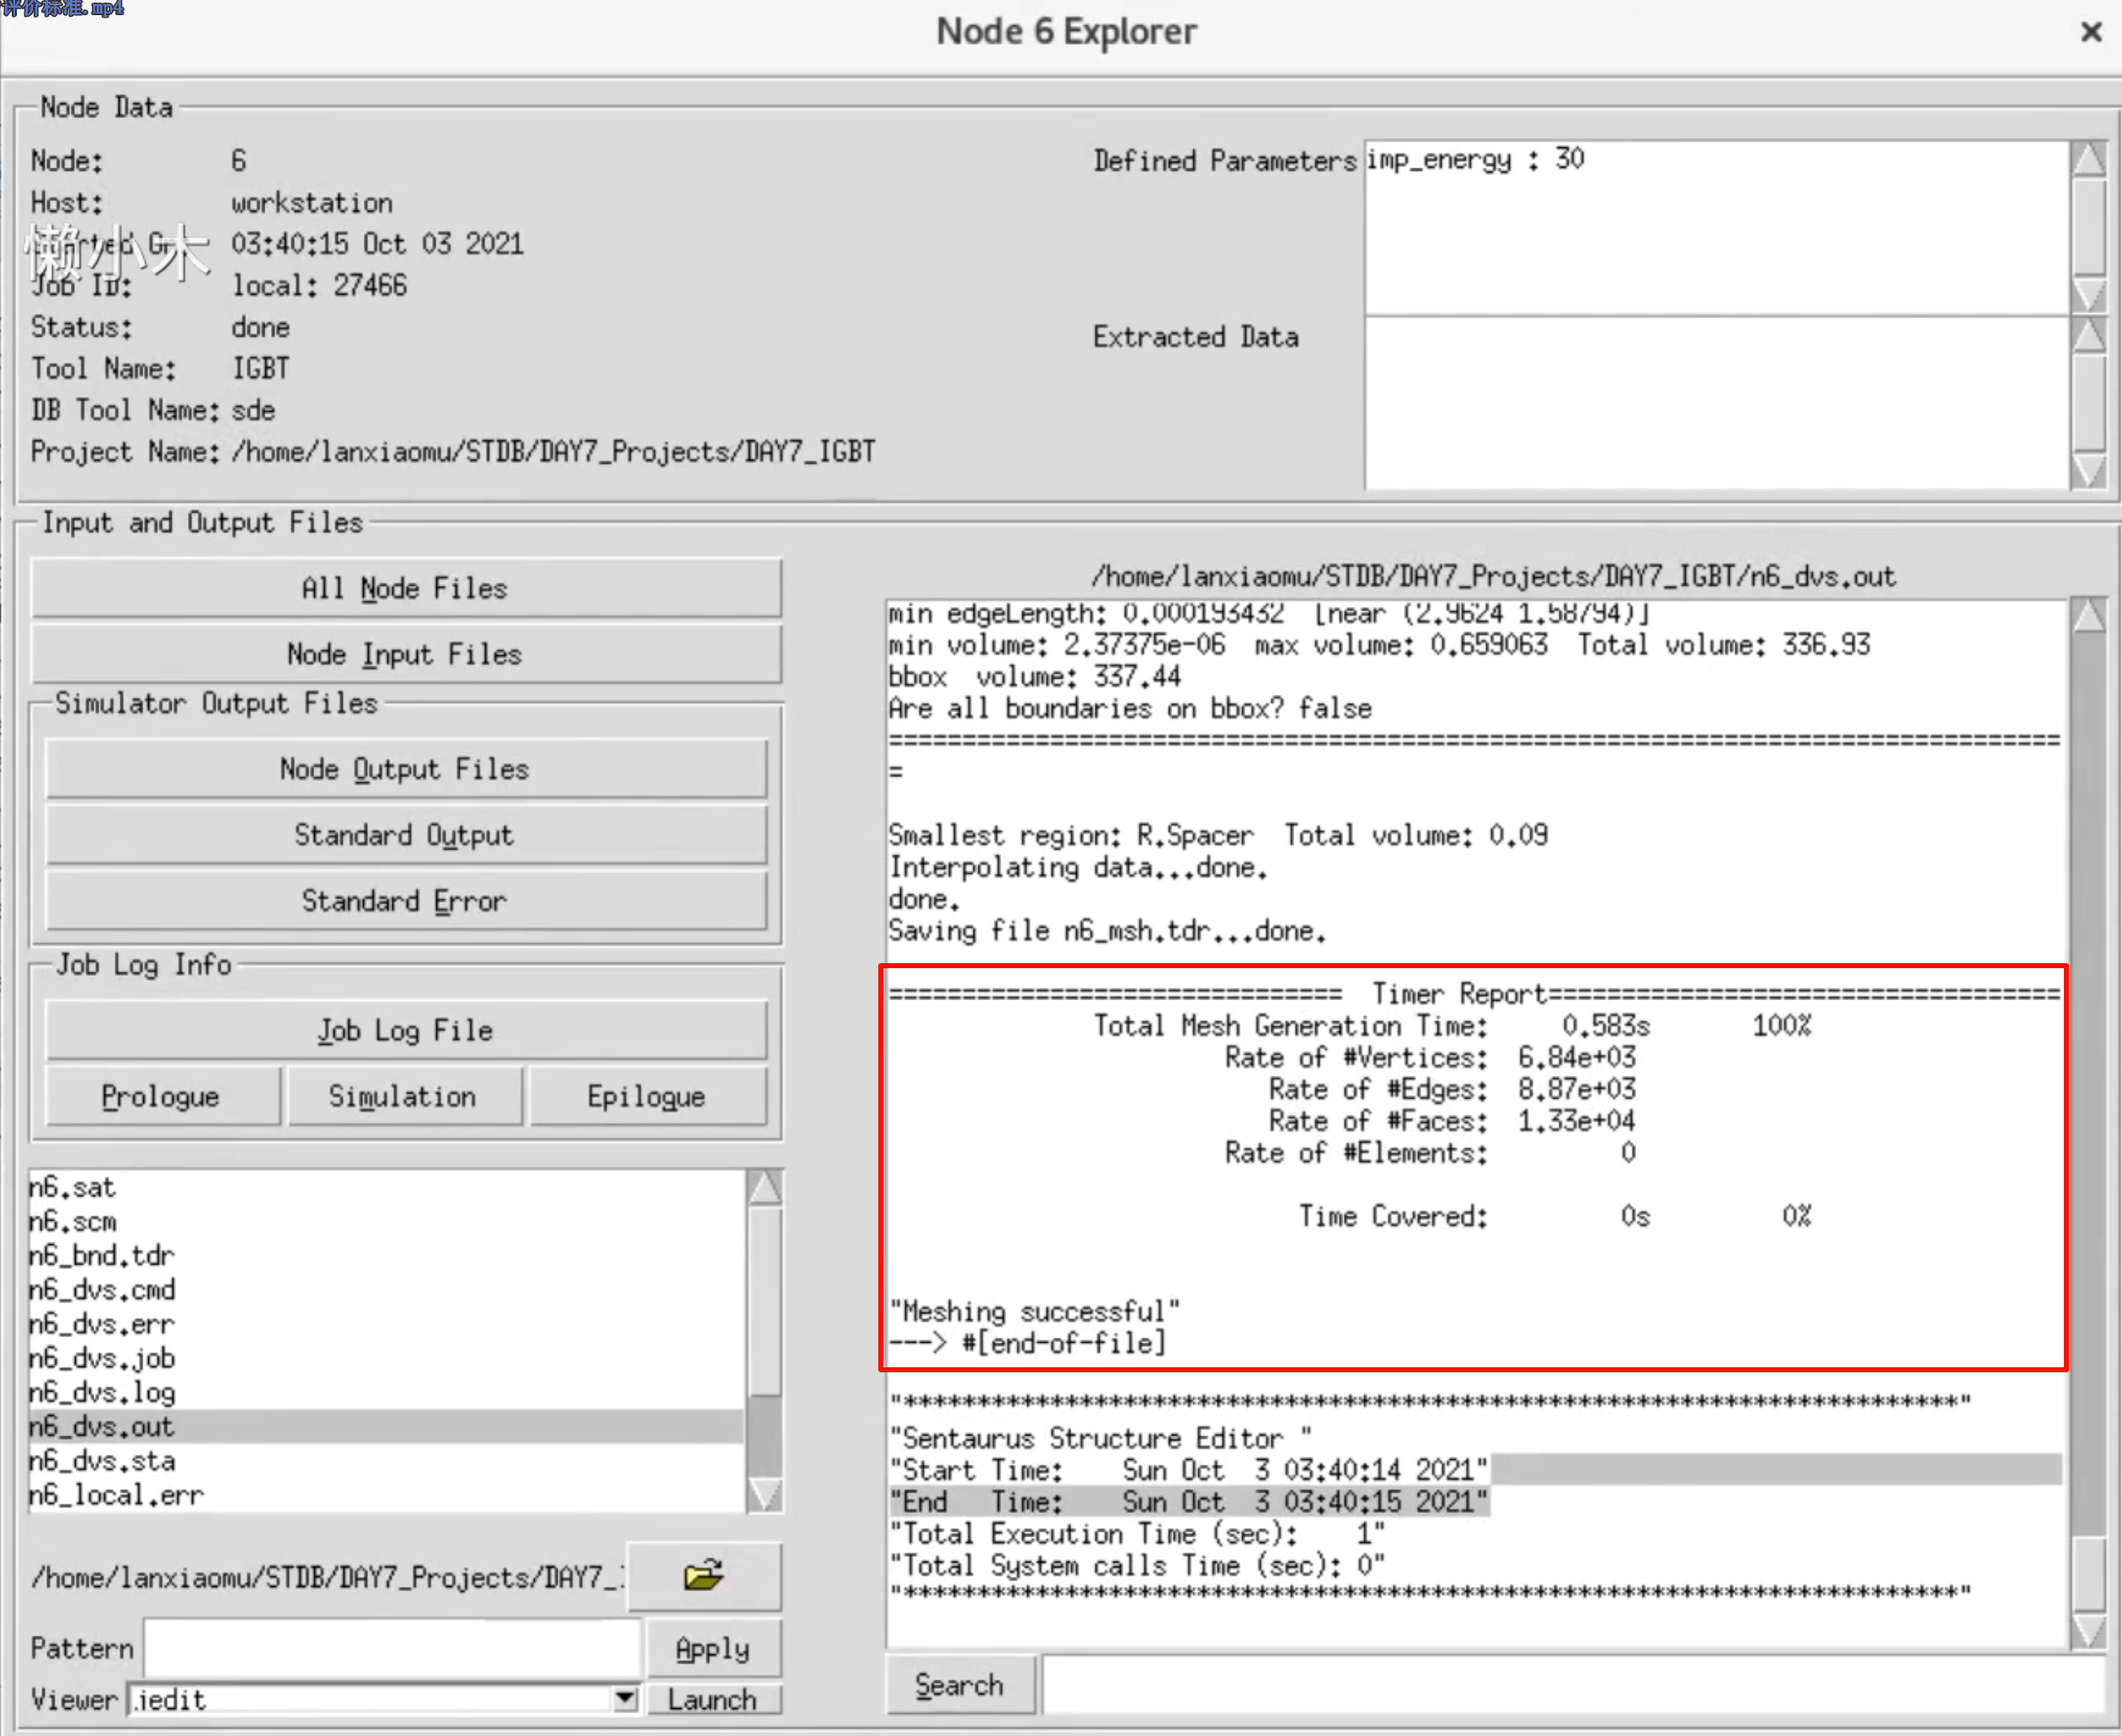 评价标准.mp4
Node 6 Explorer
Node Data
Node: 6
Host: workstation
03:40:15 Oct 03 2021
懒小木
Job ID: local: 27466
Status: done
Tool Name: IGBT
DB Tool Name: sde
Project Name: /home/lanxiaomu/STDB/DAY7_Projects/DAY7_IGBT
Defined Parameters imp_energy : 30
Extracted Data
Input and Output Files
All Node Files
Node Input Files
Simulator Output Files
Node Output Files
Standard Output
Standard Error
Job Log Info
Job Log File
Prologue Simulation Epilogue
n6.sat
n6.scm
n6_bnd.tdr
n6_dvs.cmd
n6_dvs.err
n6_dvs.job
n6_dvs.log
n6_dvs.out
n6_dvs.sta
n6_local.err
/home/lanxiaomu/STDB/DAY7_Projects/DAY7_
Pattern Apply
Viewer .iedit Launch
/home/lanxiaomu/STDB/DAY7_Projects/DAY7_IGBT/n6_dvs.out
min edgeLength: 0.000193432 [near (2.9624 1.58794)]
min volume: 2.37375e-06 max volume: 0.659063 Total volume: 336.93
bbox volume: 337.44
Are all boundaries on bbox? false
================================================================================
=
Smallest region: R.Spacer Total volume: 0.09
Interpolating data...done.
done.
Saving file n6_msh.tdr...done.
=============================== Timer Report===================================
Total Mesh Generation Time: 0.583s 100%
Rate of #Vertices: 6.84e+03
Rate of #Edges: 8.87e+03
Rate of #Faces: 1.33e+04
Rate of #Elements: 0
Time Covered: 0s 0%
"Meshing successful"
---> #[end-of-file]
"************************************************************************"
"Sentaurus Structure Editor "
"Start Time: Sun Oct 3 03:40:14 2021"
"End Time: Sun Oct 3 03:40:15 2021"
"Total Execution Time (sec): 1"
"Total System calls Time (sec): 0"
"************************************************************************"
Search